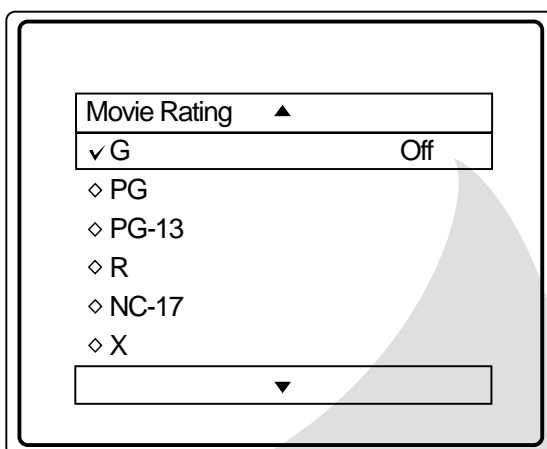 Movie Rating ▲
✓ G Off
◇ PG
◇ PG-13
◇ R
◇ NC-17
◇ X
▼